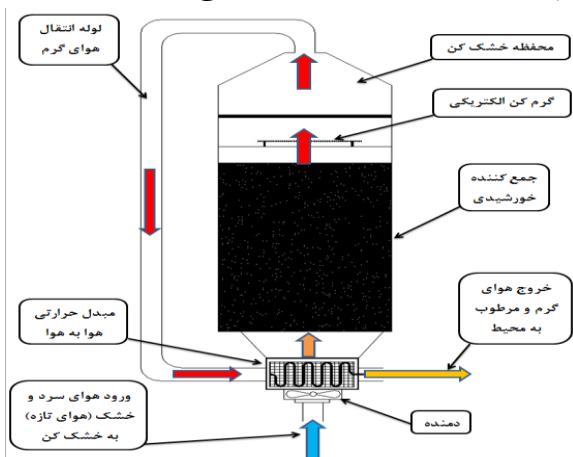 لوله انتقال
هوای گرم
محفظه خشک کن
گرم کن الکتریکی
جمع کننده
خورشیدی
خروج هوای
گرم و مرطوب
به محیط
مبدل حرارتی
هوا به هوا
ورود هوای سرد و
خشک (هوای تازه)
به خشک کن
دمنده